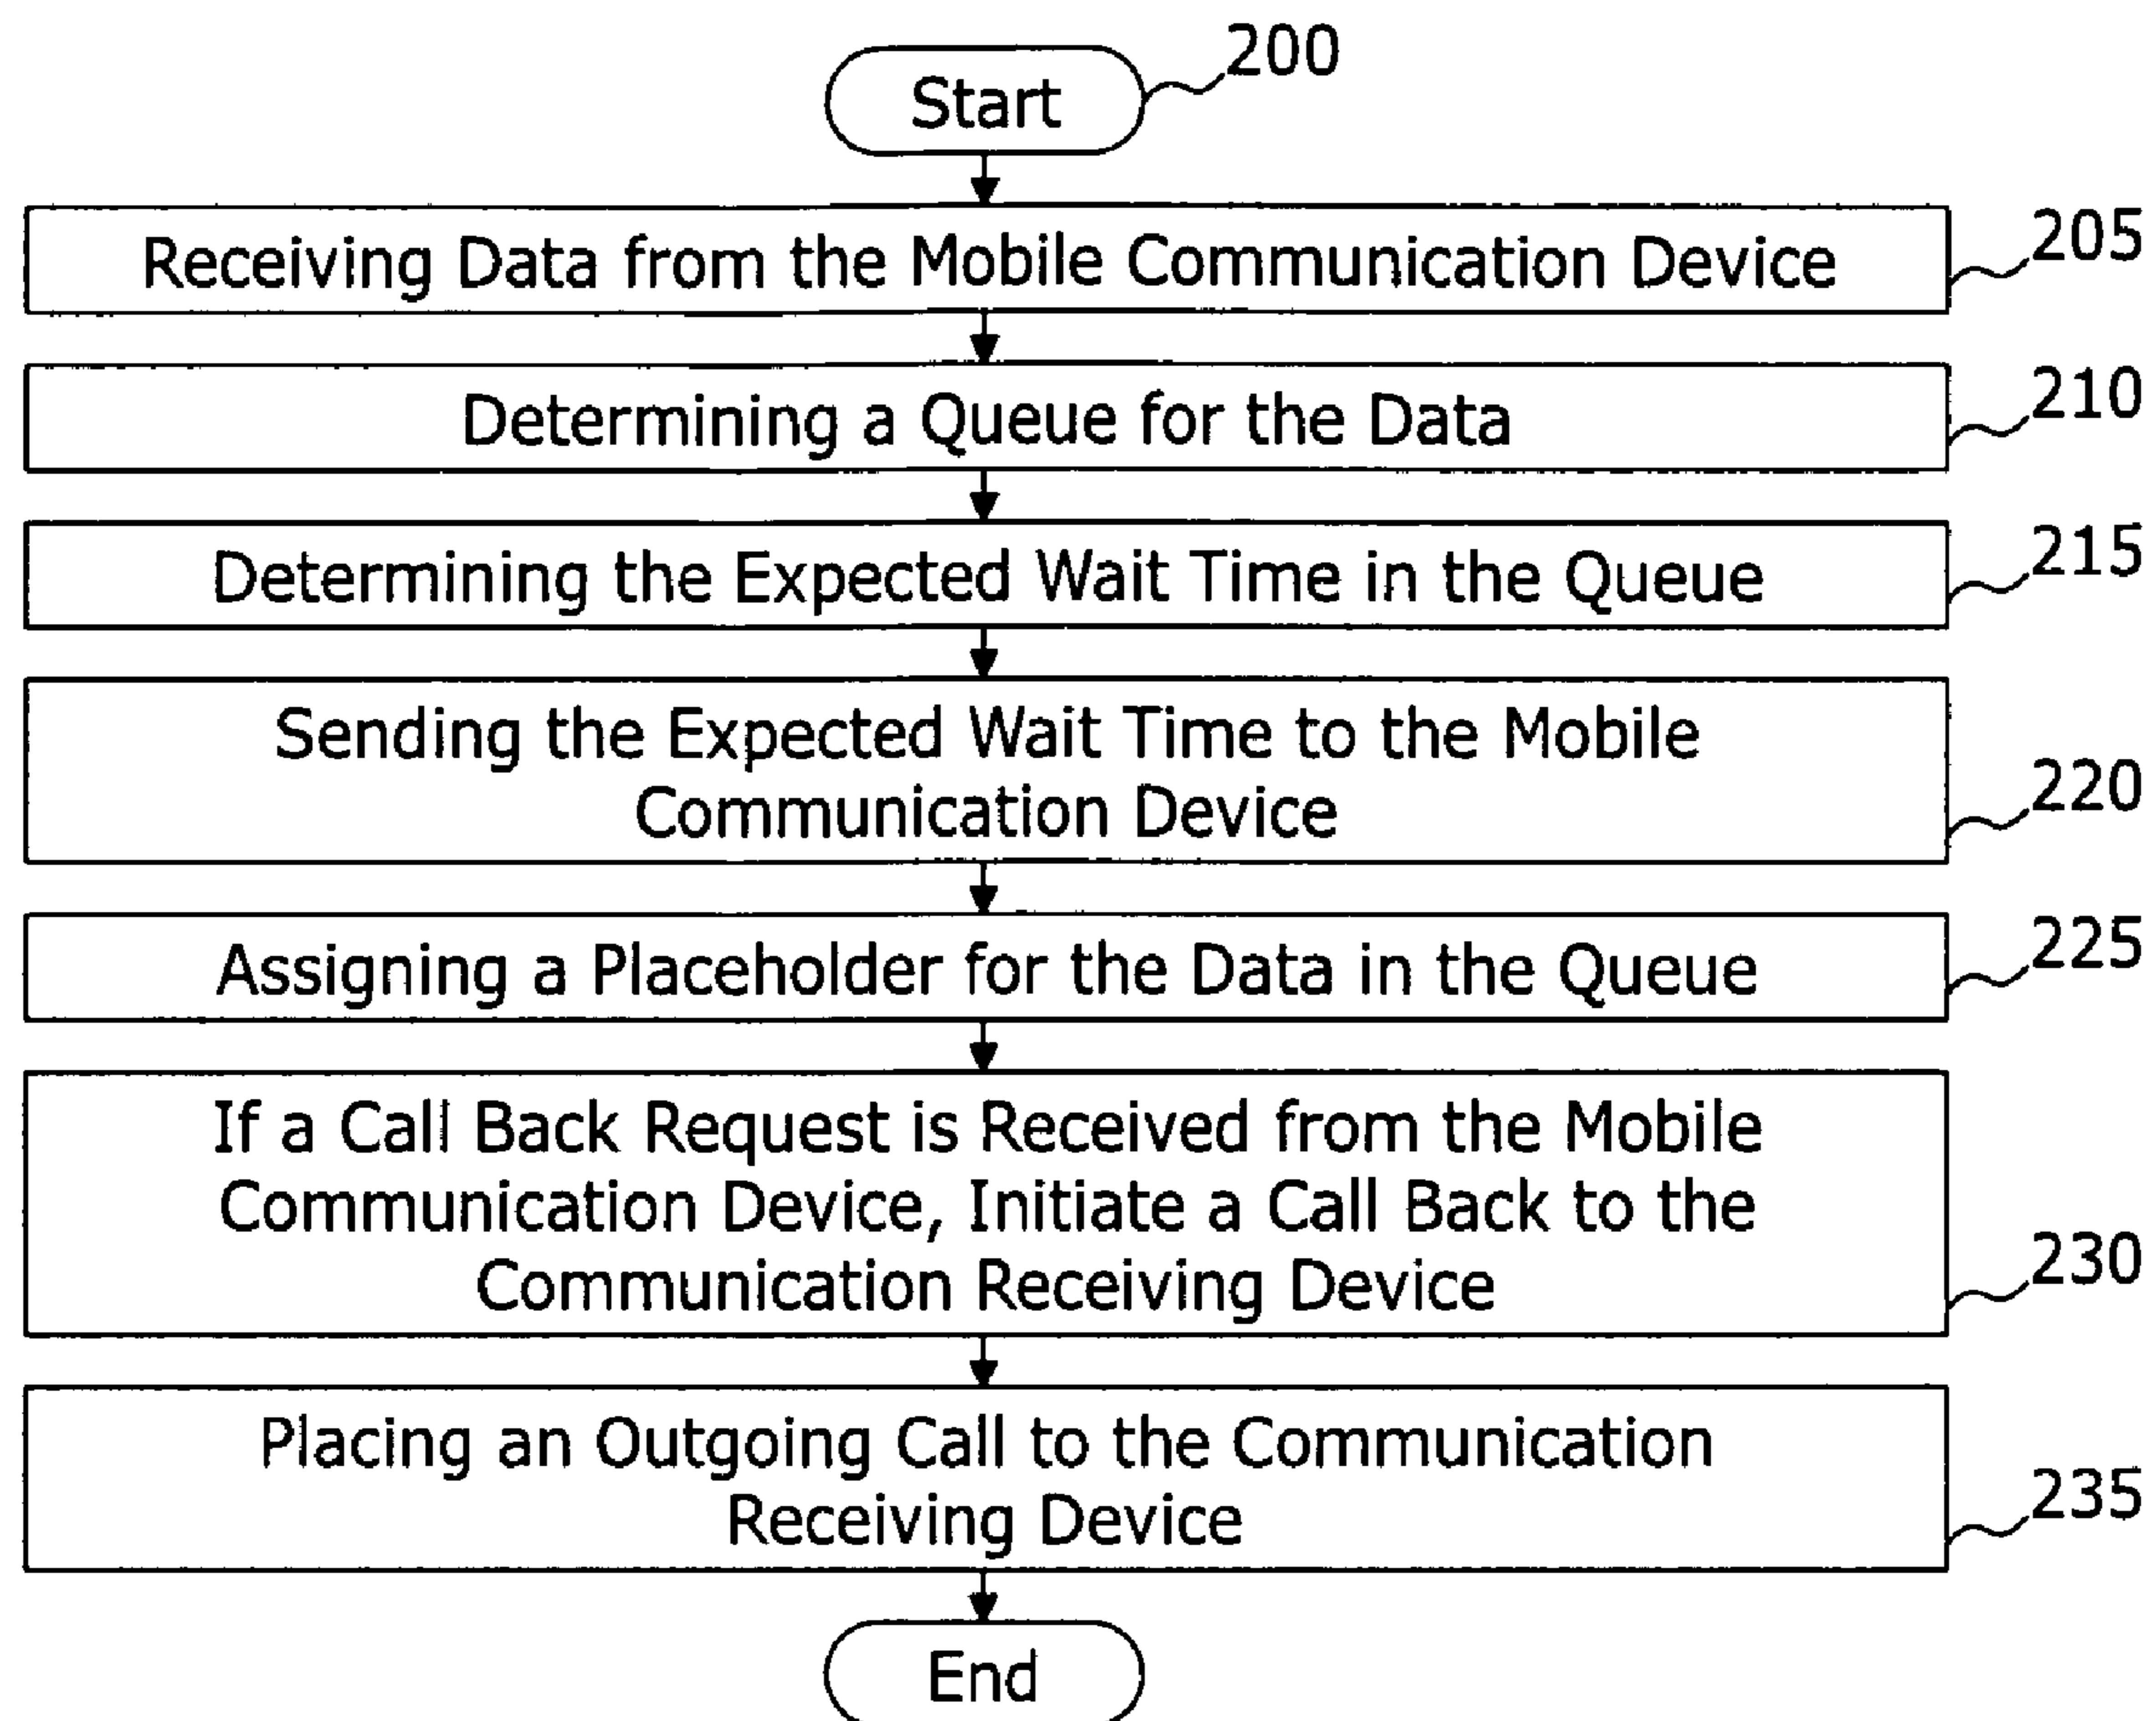 200
Start
205
Receiving Data from the Mobile Communication Device
210
Determining a Queue for the Data
215
Determining the Expected Wait Time in the Queue
Sending the Expected Wait Time to the Mobile
Communication Device
220
225
Assigning a Placeholder for the Data in the Queue
If a Call Back Request is Received from the Mobile
Communication Device, Initiate a Call Back to the
Communication Receiving Device
230
Placing an Outgoing Call to the Communication
Receiving Device
235
End